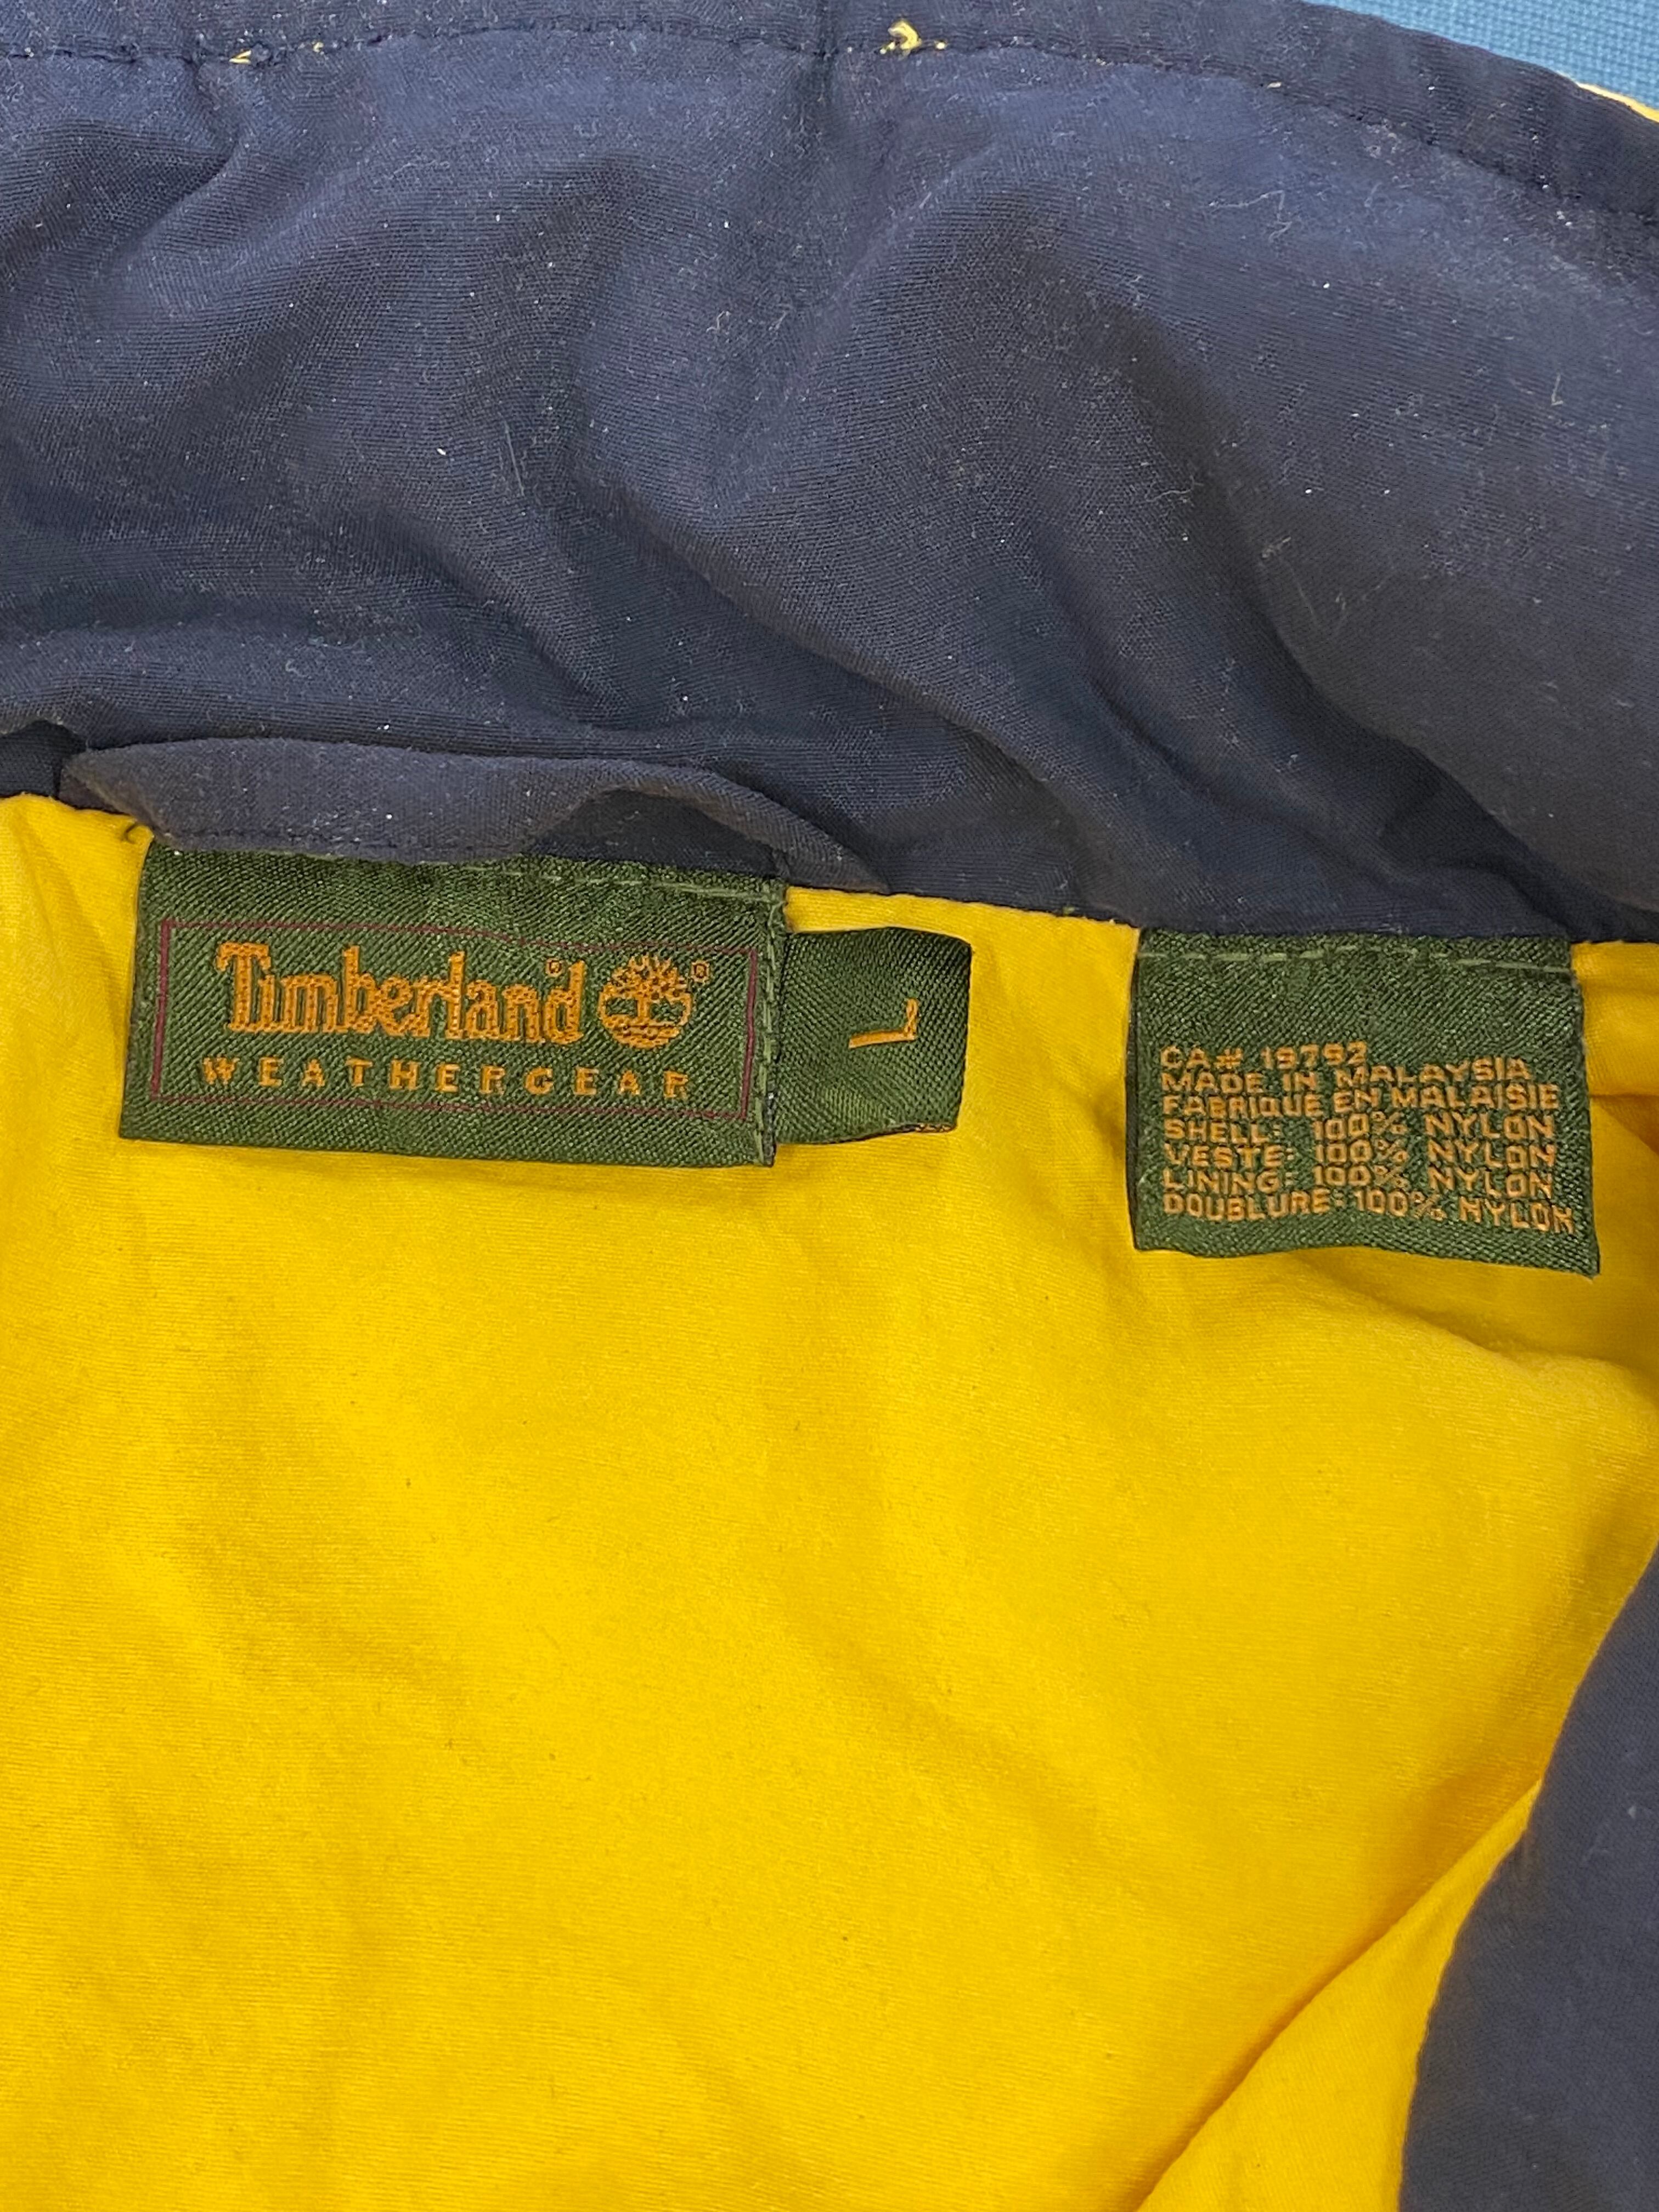 Timberland®®
WEATHERGEAR
L
CA# 19792
MADE IN MALAYSIA
FABRIQUE EN MALAISIE
SHELL: 100% NYLON
VESTE: 100% NYLON
LINING: 100% NYLON
DOUBLURE: 100% NYLON